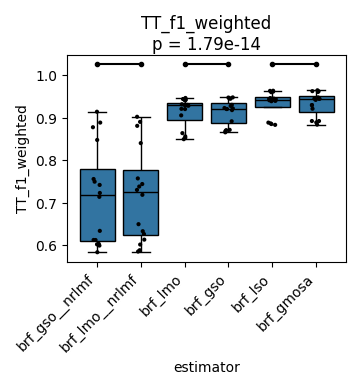 TT_f1_weighted
p = 1.79e-14
TT_f1_weighted
1.0
0.9
0.8
0.7
0.6
brf_gso__nrlmf
brf_lmo__nrlmf
brf_lmo
brf_gso
brf_lso
brf_gmosa
estimator